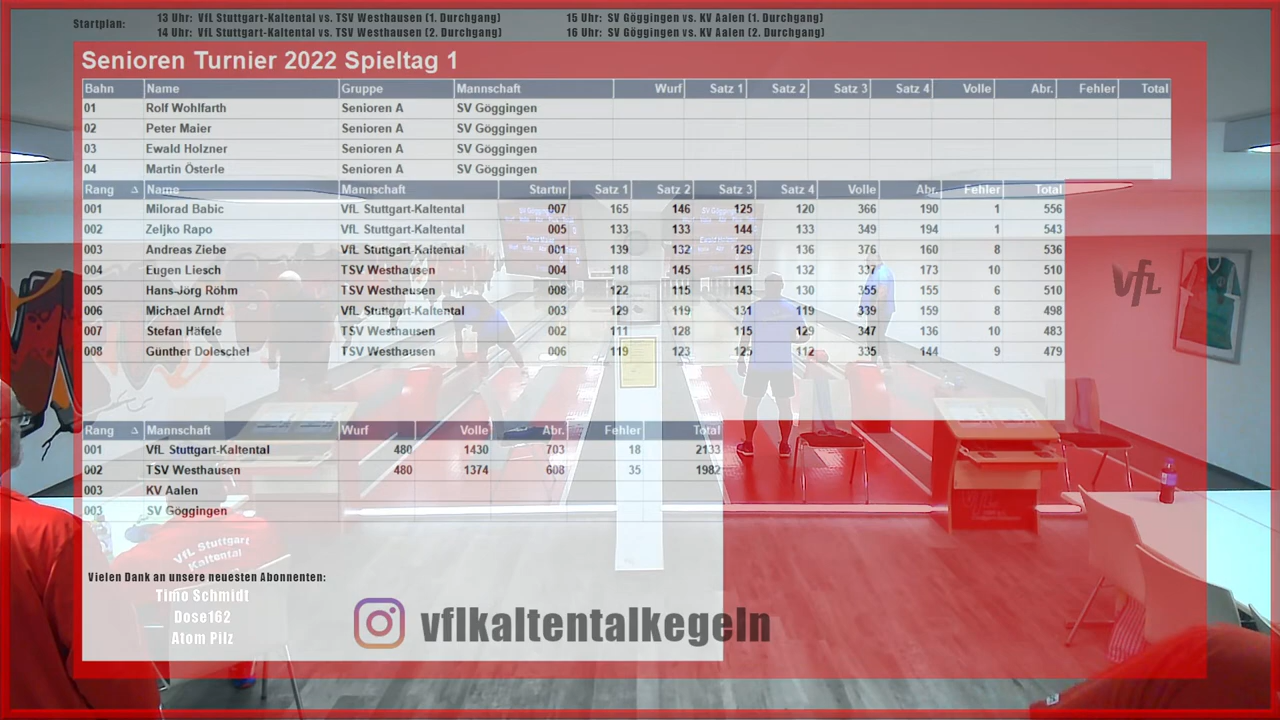 Startplan: 13 Uhr: VfL Stuttgart-Kaltental vs. TSV Westhausen (1. Durchgang) 15 Uhr: SV Göggingen vs. KV Aalen (1. Durchgang)
14 Uhr: VfL Stuttgart-Kaltental vs. TSV Westhausen (2. Durchgang) 16 Uhr: SV Göggingen vs. KV Aalen (2. Durchgang)
Senioren Turnier 2022 Spieltag 1
Bahn Name Gruppe Mannschaft Wurf Satz 1 Satz 2 Satz 3 Satz 4 Volle Abr. Fehler Total
01 Rolf Wohlfarth Senioren A SV Göggingen
02 Peter Maier Senioren A SV Göggingen
03 Ewald Holzner Senioren A SV Göggingen
04 Martin Österle Senioren A SV Göggingen
Rang Δ Name Mannschaft Startnr Satz 1 Satz 2 Satz 3 Satz 4 Volle Abr. Fehler Total
001 Milorad Babic VfL Stuttgart-Kaltental 007 165 146 125 120 366 190 1 556
002 Zeljko Rapo VfL Stuttgart-Kaltental 005 133 133 144 133 349 194 1 543
003 Andreas Ziebe VfL Stuttgart-Kaltental 001 139 132 129 136 376 160 8 536
004 Eugen Liesch TSV Westhausen 004 118 145 115 132 337 173 10 510
005 Hans-Jörg Röhm TSV Westhausen 008 122 115 143 130 355 155 6 510
006 Michael Arndt VfL Stuttgart-Kaltental 003 129 119 131 119 339 159 8 498
007 Stefan Häfele TSV Westhausen 002 111 128 115 129 347 136 10 483
008 Günther Doleschel TSV Westhausen 006 119 123 125 112 335 144 9 479
Rang Δ Mannschaft Wurf Volle Abr. Fehler Total
001 VfL Stuttgart-Kaltental 480 1430 703 18 2133
002 TSV Westhausen 480 1374 608 35 1982
003 KV Aalen
003 SV Göggingen
VfL Stuttgart
Kaltental
Vielen Dank an unsere neuesten Abonnenten:
Timo Schmidt
Dose162
Atom Pilz
vflkaltentalkegeln
VfL